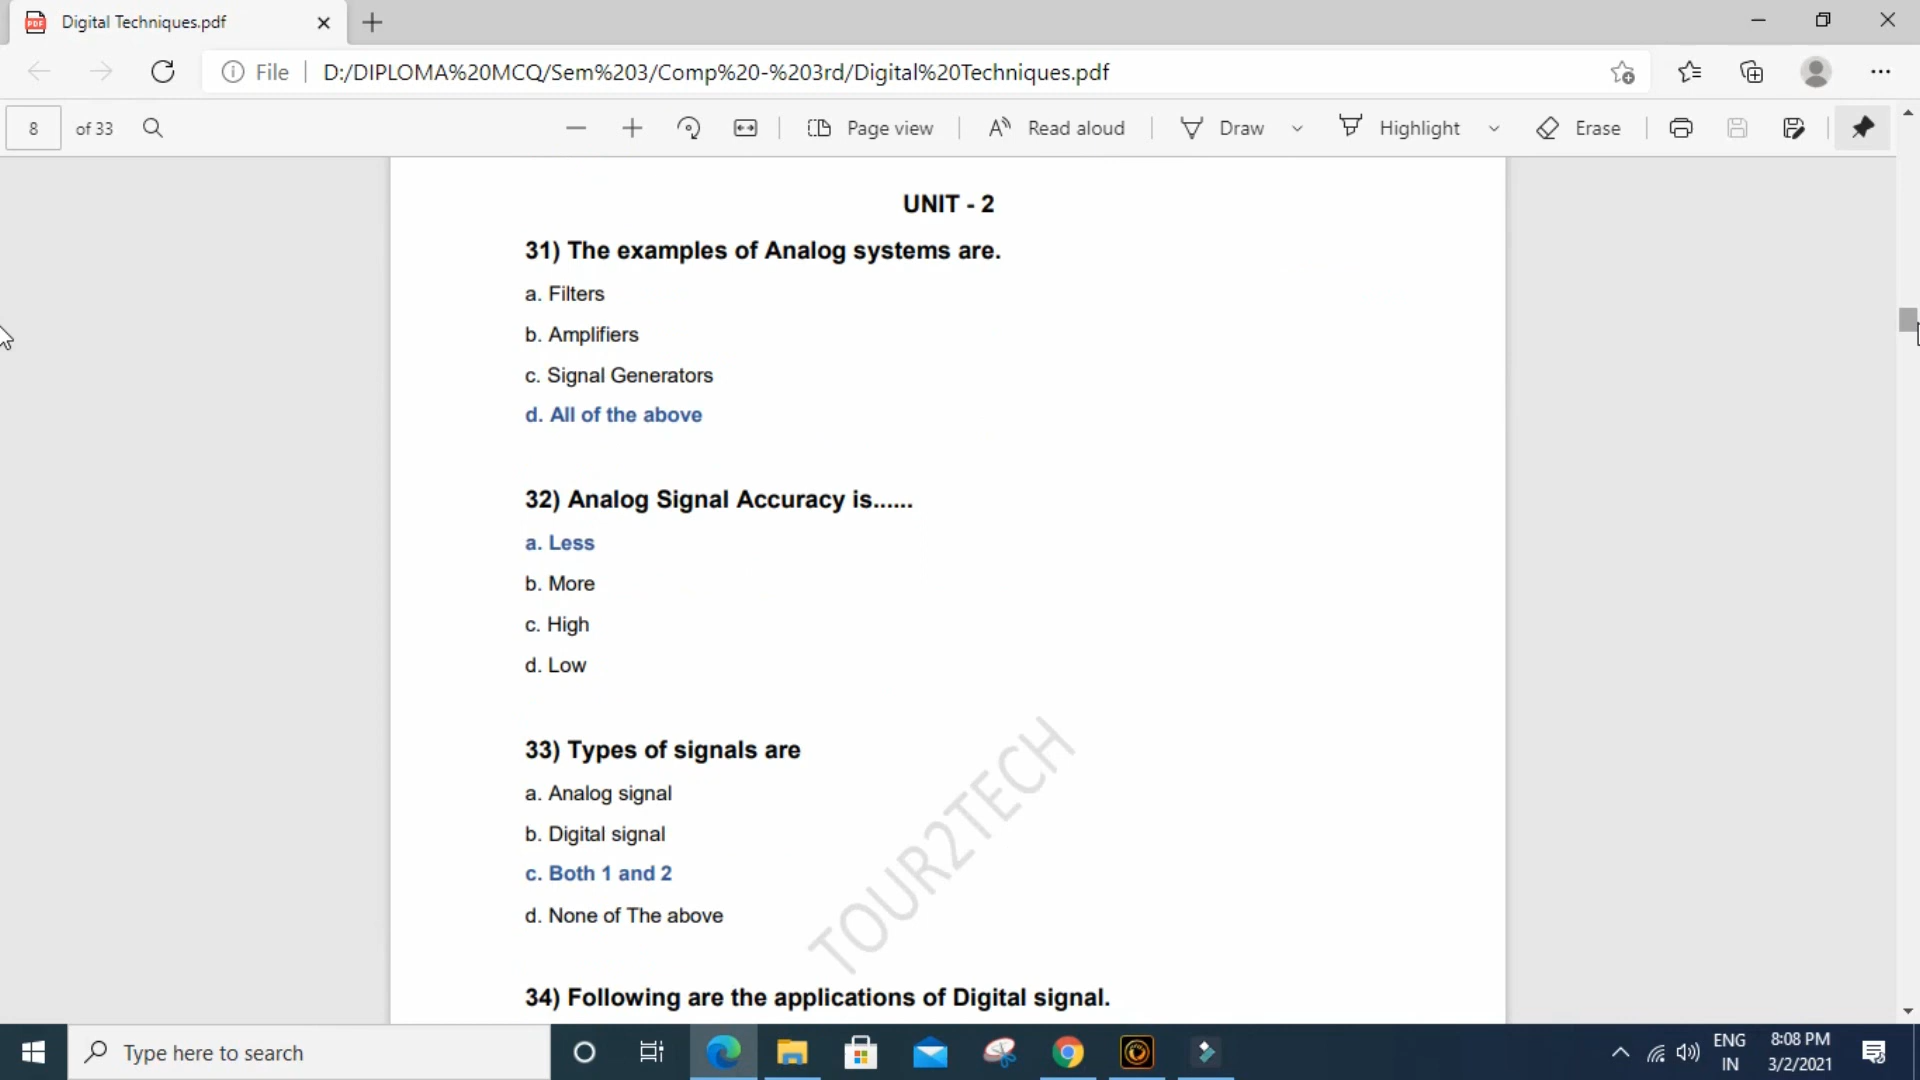 Digital Techniques.pdf
File | D:/DIPLOMA%20MCQ/Sem%203/Comp%20-%203rd/Digital%20Techniques.pdf
8 of 33 Page view Read aloud Draw Highlight Erase
UNIT - 2
31) The examples of Analog systems are.
a. Filters
b. Amplifiers
c. Signal Generators
d. All of the above
32) Analog Signal Accuracy is......
a. Less
b. More
c. High
d. Low
33) Types of signals are
a. Analog signal
b. Digital signal
c. Both 1 and 2
d. None of The above
TOUR2TECH
34) Following are the applications of Digital signal.
Type here to search
ENG
IN
8:08 PM
3/2/2021